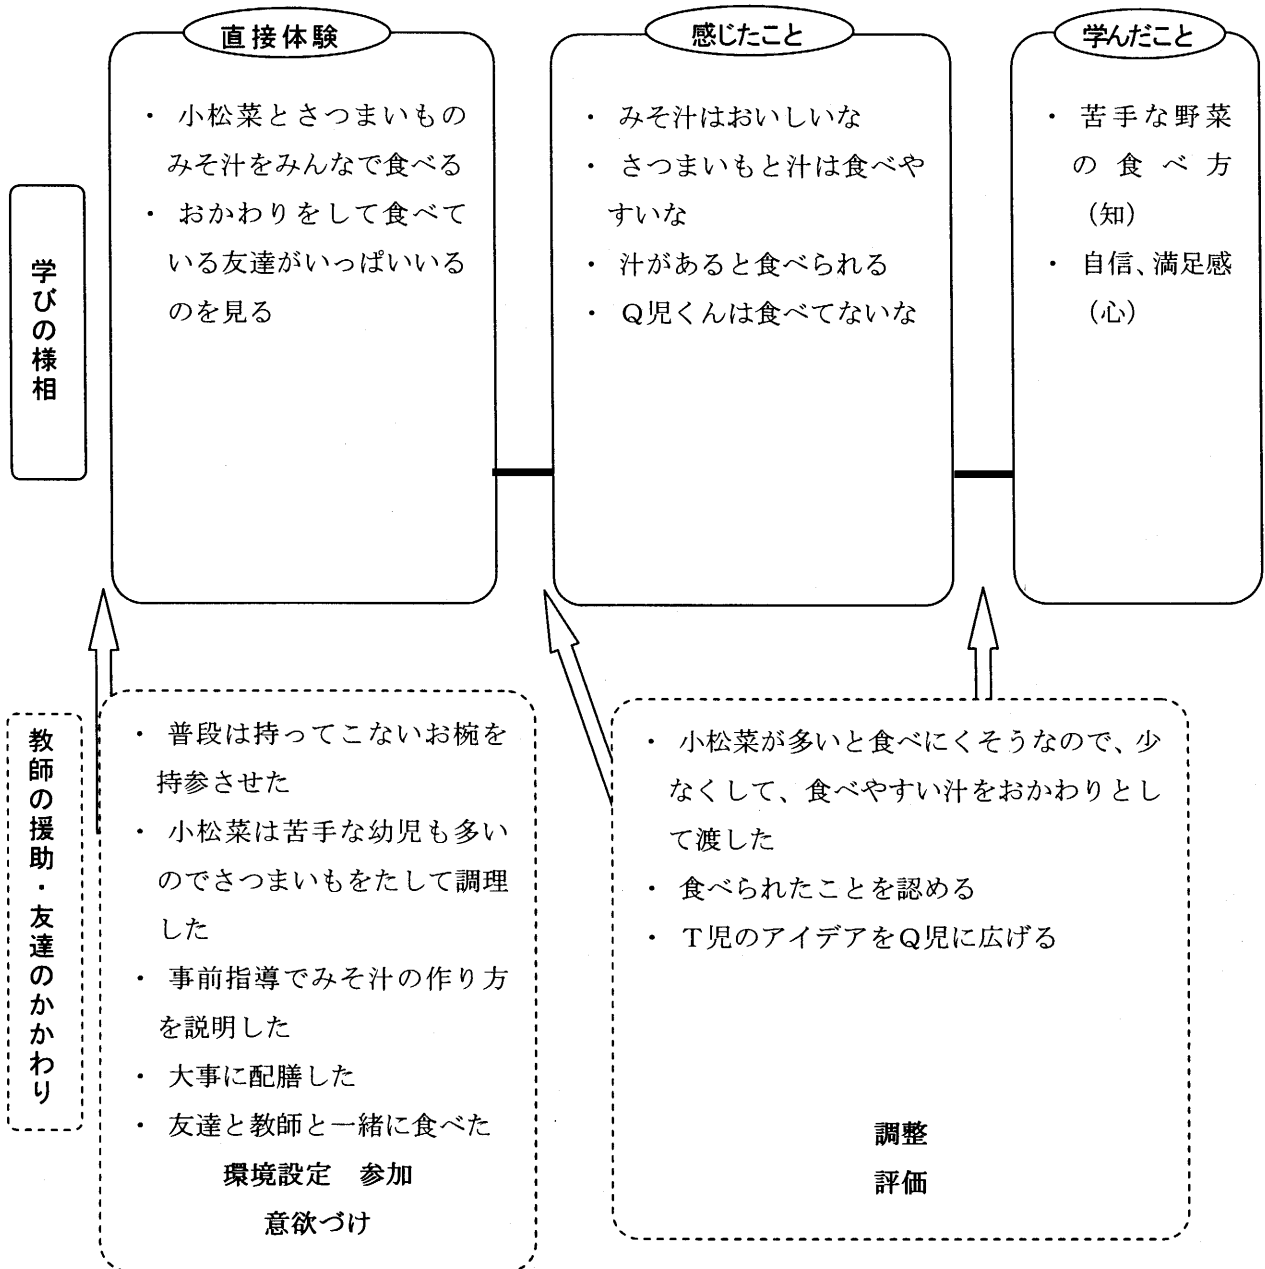 直接体験
・ 小松菜とさつまいもの
みそ汁をみんなで食べる
・ おかわりをして食べて
いる友達がいっぱいいる
のを見る
感じたこと
・ みそ汁はおいしいな
・ さつまいもと汁は食べや
すいな
・ 汁があると食べられる
・ Q児くんは食べてないな
学んだこと
・ 苦手な野菜
の食べ方
（知）
・ 自信、満足感
（心）
学びの様相
教師の援助・友達のかかわり
・ 普段は持ってこないお椀を
持参させた
・ 小松菜は苦手な幼児も多い
のでさつまいもをたして調理
した
・ 事前指導でみそ汁の作り方
を説明した
・ 大事に配膳した
・ 友達と教師と一緒に食べた
環境設定　参加
意欲づけ
・ 小松菜が多いと食べにくそうなので、少
なくして、食べやすい汁をおかわりとし
て渡した
・ 食べられたことを認める
・ T児のアイデアをQ児に広げる
調整
評価